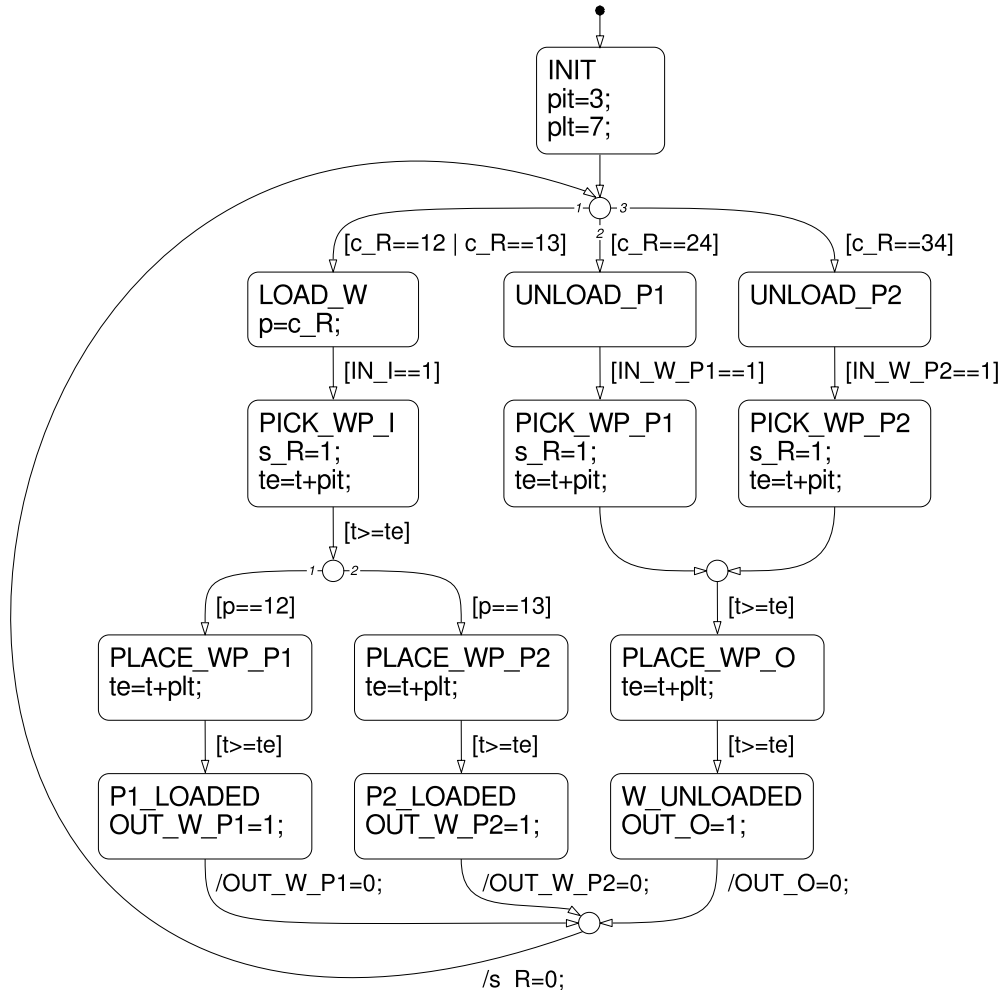 INIT
pit=3;
plt=7;
1
3
2
[c_R==12 | c_R==13]
[c_R==24]
[c_R==34]
LOAD_W
p=c_R;
UNLOAD_P1
UNLOAD_P2
[IN_I==1]
[IN_W_P1==1]
[IN_W_P2==1]
PICK_WP_I
s_R=1;
te=t+pit;
PICK_WP_P1
s_R=1;
te=t+pit;
PICK_WP_P2
s_R=1;
te=t+pit;
[t>=te]
1
2
[p==12]
[p==13]
[t>=te]
PLACE_WP_P1
te=t+plt;
PLACE_WP_P2
te=t+plt;
PLACE_WP_O
te=t+plt;
[t>=te]
[t>=te]
[t>=te]
P1_LOADED
OUT_W_P1=1;
P2_LOADED
OUT_W_P2=1;
W_UNLOADED
OUT_O=1;
/OUT_W_P1=0;
/OUT_W_P2=0;
/OUT_O=0;
/s R=0;